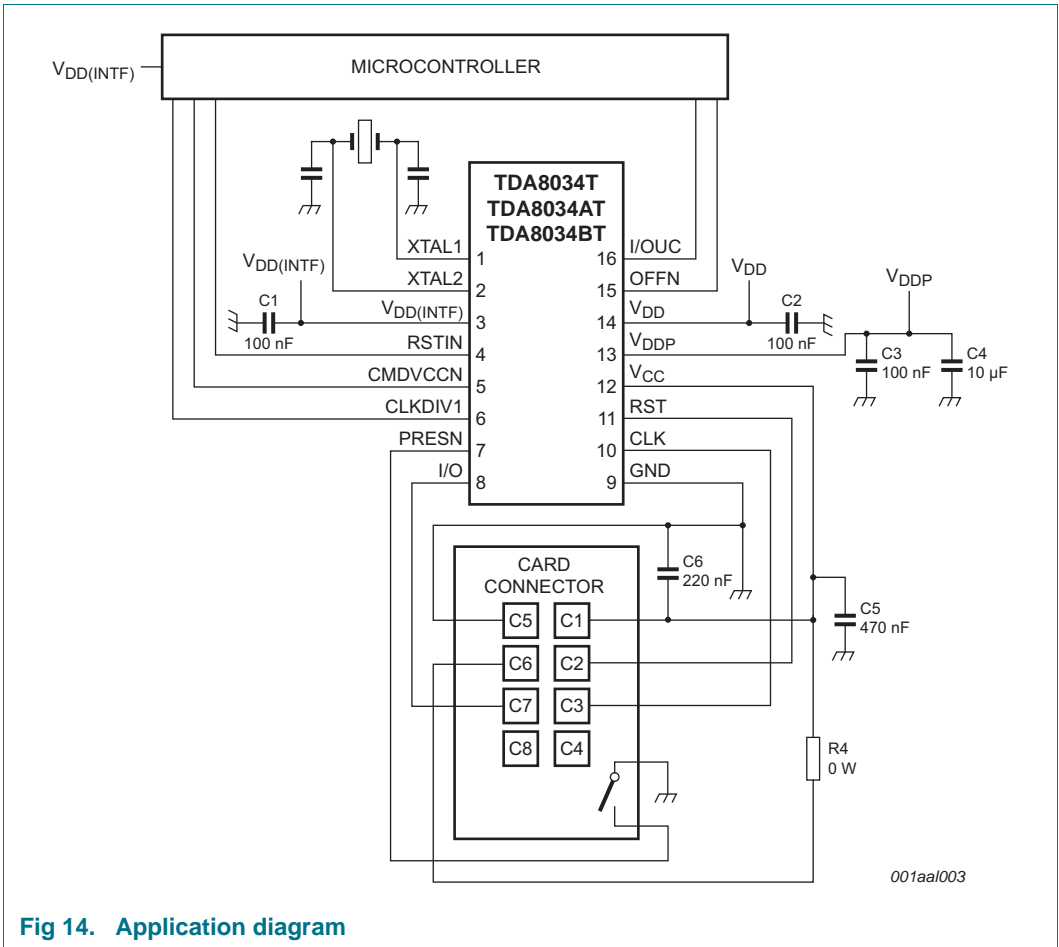 MICROCONTROLLER
VDD(INTF)
TDA8034T
TDA8034AT
TDA8034BT
XTAL1
1
XTAL2
2
VDD(INTF)
VDD(INTF)
3
C1
100 nF
RSTIN
4
CMDVCCN
5
CLKDIV1
6
PRESN
7
I/O
8
I/OUC
16
OFFN
15
VDD
14
VDD
C2
100 nF
VDDP
13
VDDP
C3
100 nF
C4
10 µF
VCC
12
RST
11
CLK
10
GND
9
CARD
CONNECTOR
C6
220 nF
C5
470 nF
C5 C1
C6 C2
C7 C3
C8 C4
R4
0 W
001aal003
Fig 14. Application diagram